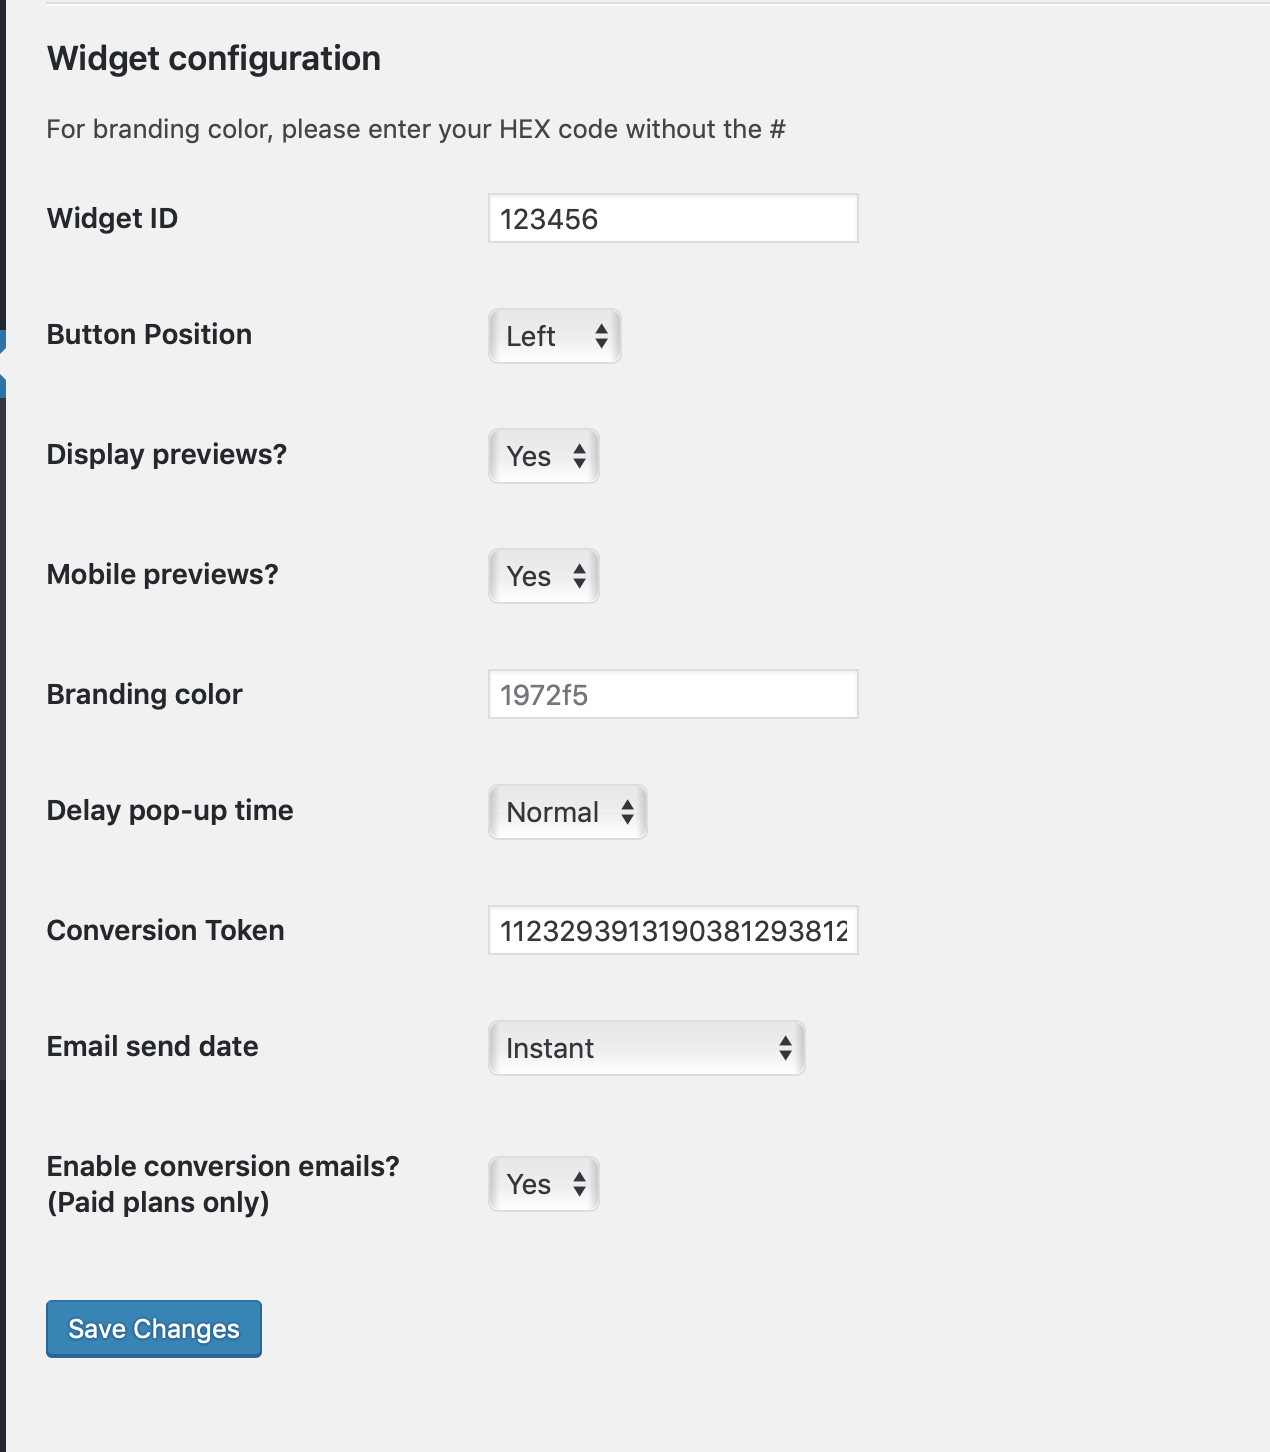 Widget configuration
For branding color, please enter your HEX code without the #
Widget ID
123456
Button Position
Left
Display previews?
Yes
Mobile previews?
Yes
Branding color
1972f5
Delay pop-up time
Normal
Conversion Token
1123293913190381293812
Email send date
Instant
Enable conversion emails?
(Paid plans only)
Yes
Save Changes